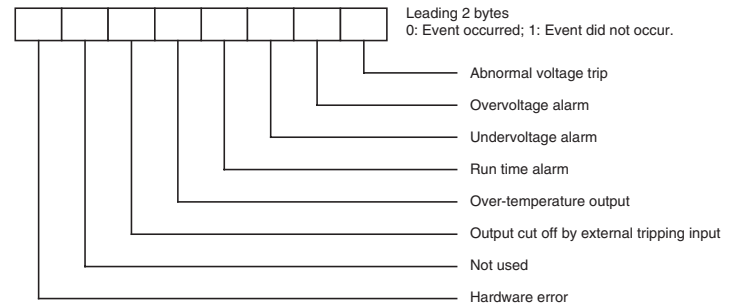 Leading 2 bytes
0: Event occurred; 1: Event did not occur.
Abnormal voltage trip
Overvoltage alarm
Undervoltage alarm
Run time alarm
Over-temperature output
Output cut off by external tripping input
Not used
Hardware error